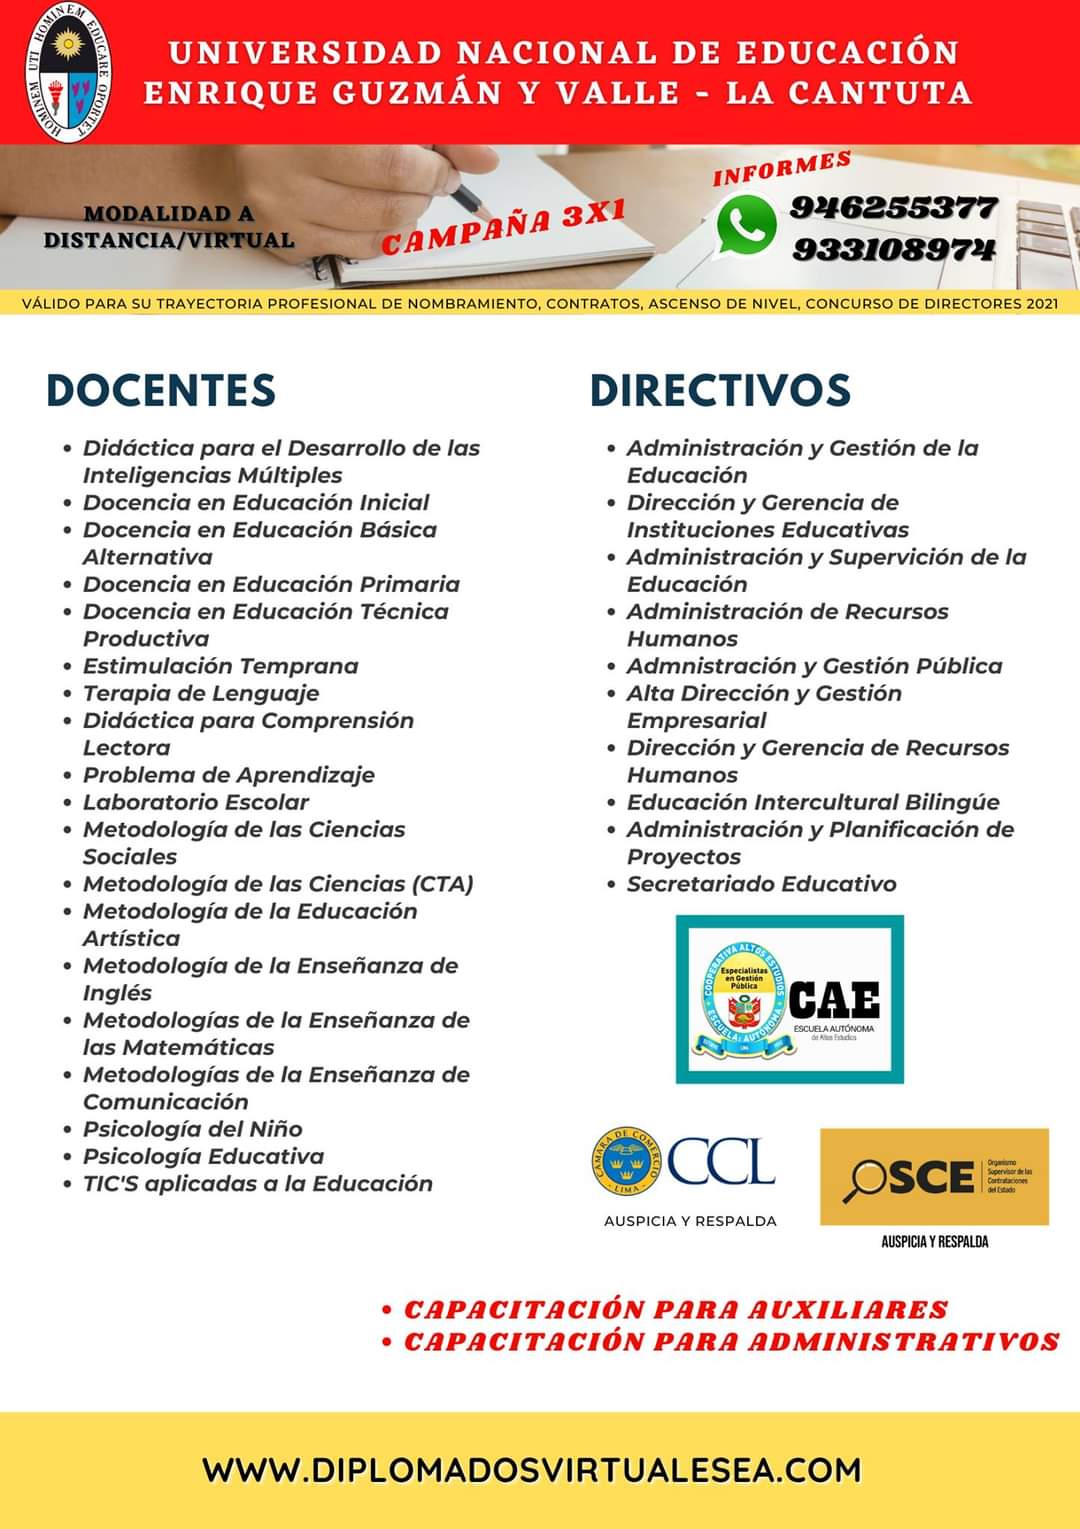 HOMINEM UTI HOMINEM EDUCARE OPORTET
UNIVERSIDAD NACIONAL DE EDUCACIÓN
ENRIQUE GUZMÁN Y VALLE - LA CANTUTA
MODALIDAD A
DISTANCIA/VIRTUAL
CAMPAÑA 3X1
INFORMES
946255377
933108974
VÁLIDO PARA SU TRAYECTORIA PROFESIONAL DE NOMBRAMIENTO, CONTRATOS, ASCENSO DE NIVEL, CONCURSO DE DIRECTORES 2021
DOCENTES
• Didáctica para el Desarrollo de las
Inteligencias Múltiples
• Docencia en Educación Inicial
• Docencia en Educación Básica
Alternativa
• Docencia en Educación Primaria
• Docencia en Educación Técnica
Productiva
• Estimulación Temprana
• Terapia de Lenguaje
• Didáctica para Comprensión
Lectora
• Problema de Aprendizaje
• Laboratorio Escolar
• Metodología de las Ciencias
Sociales
• Metodología de las Ciencias (CTA)
• Metodología de la Educación
Artística
• Metodología de la Enseñanza de
Inglés
• Metodologías de la Enseñanza de
las Matemáticas
• Metodologías de la Enseñanza de
Comunicación
• Psicología del Niño
• Psicología Educativa
• TIC'S aplicadas a la Educación
DIRECTIVOS
• Administración y Gestión de la
Educación
• Dirección y Gerencia de
Instituciones Educativas
• Administración y Supervición de la
Educación
• Administración de Recursos
Humanos
• Admnistración y Gestión Pública
• Alta Dirección y Gestión
Empresarial
• Dirección y Gerencia de Recursos
Humanos
• Educación Intercultural Bilingúe
• Administración y Planificación de
Proyectos
• Secretariado Educativo
COOPERATIVA ALTOS ESTUDIOS
Especialistas
en Gestión
Pública
ESCUELA AUTÓNOMA
CAE
ESCUELA AUTÓNOMA
de Altos Estudios
CÁMARA DE COMERCIO
LIMA
CCL
AUSPICIA Y RESPALDA
OSCE
Organismo
Supervisor de las
Contrataciones
del Estado
AUSPICIA Y RESPALDA
• CAPACITACIÓN PARA AUXILIARES
• CAPACITACIÓN PARA ADMINISTRATIVOS
WWW.DIPLOMADOSVIRTUALESEA.COM